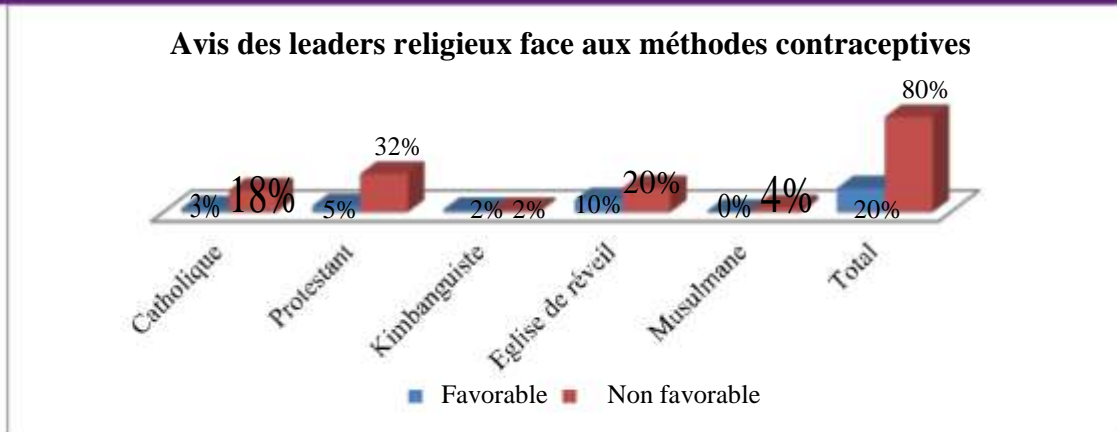 Avis des leaders religieux face aux méthodes contraceptives
80%
32%
3% 18% 5% 2% 2% 10% 20% 0% 4% 20%
Catholique
Protestant
Kimbanguiste
Eglise de réveil
Musulmane
Total
Favorable Non favorable